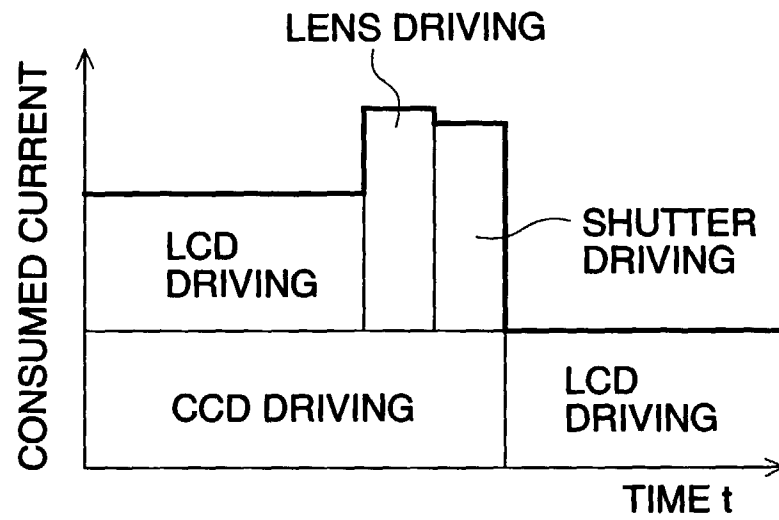 LENS DRIVING
CONSUMED CURRENT
LCD
DRIVING
SHUTTER
DRIVING
CCD DRIVING
LCD
DRIVING
TIME t